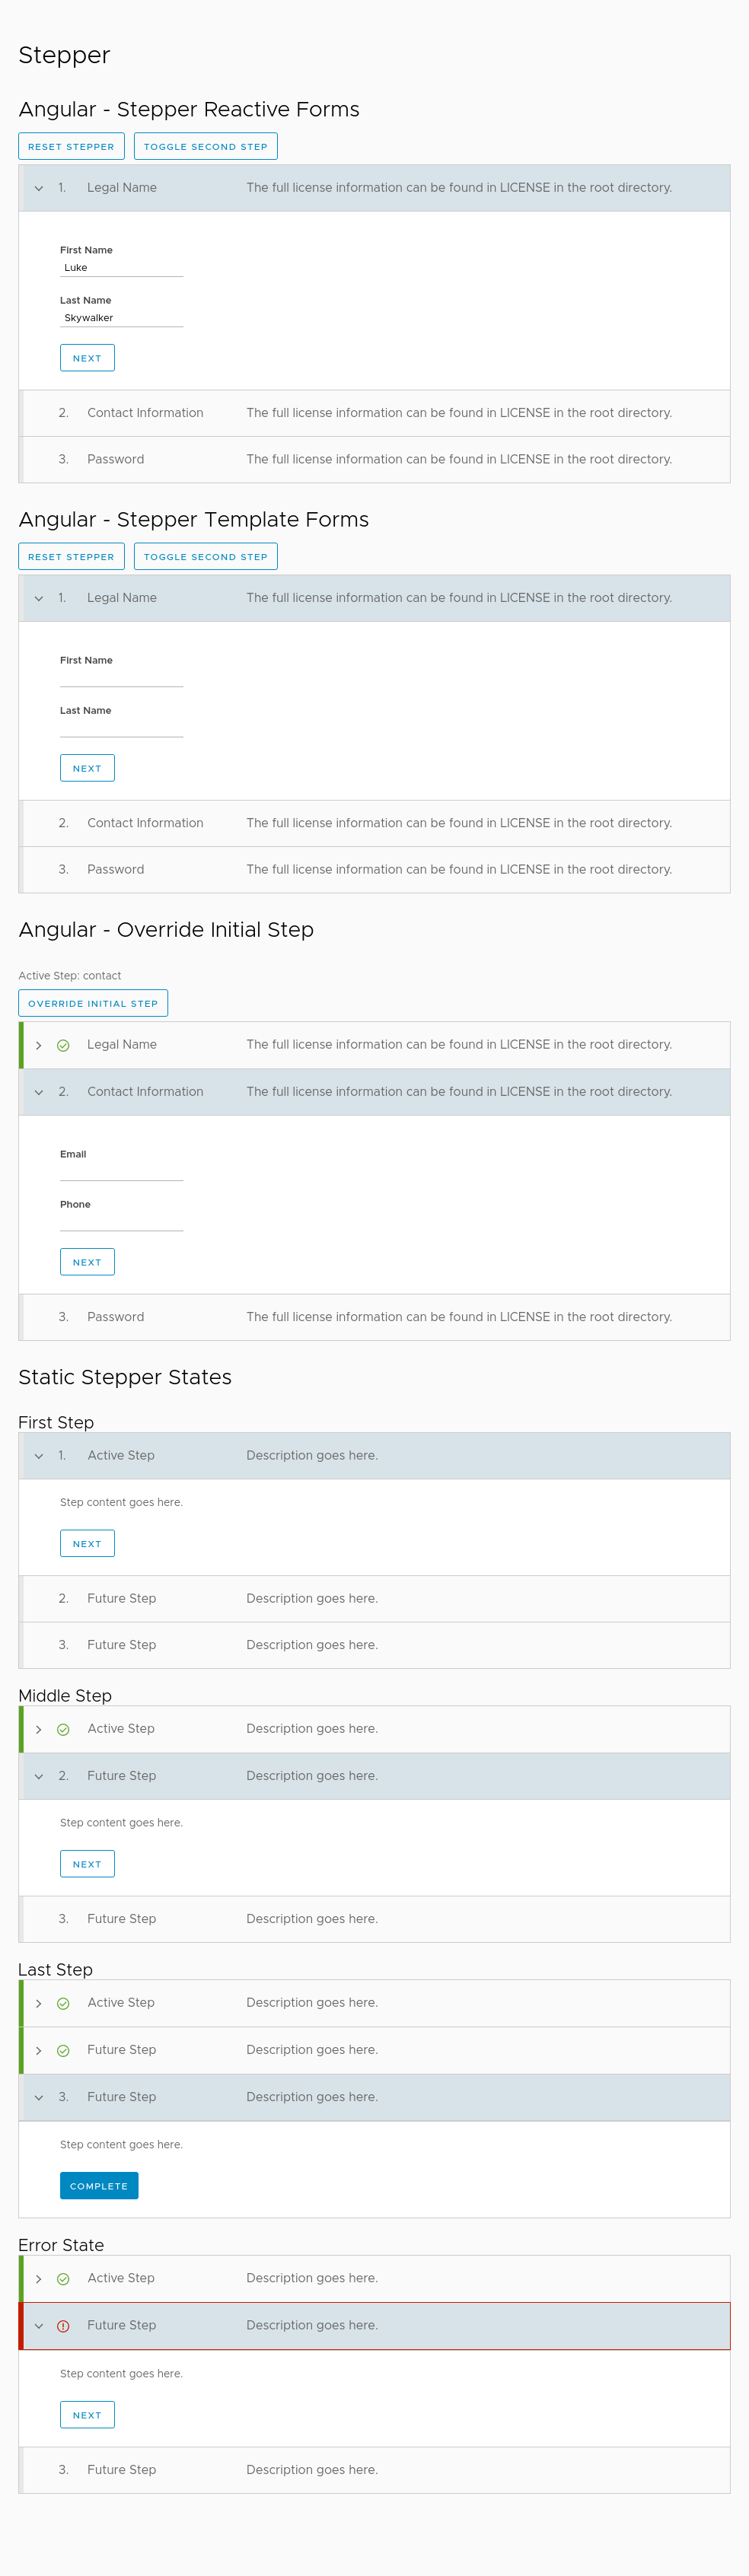 Stepper
Angular - Stepper Reactive Forms
RESET STEPPER TOGGLE SECOND STEP
1. Legal Name The full license information can be found in LICENSE in the root directory.
First Name
Luke
Last Name
Skywalker
NEXT
2. Contact Information The full license information can be found in LICENSE in the root directory.
3. Password The full license information can be found in LICENSE in the root directory.
Angular - Stepper Template Forms
RESET STEPPER TOGGLE SECOND STEP
1. Legal Name The full license information can be found in LICENSE in the root directory.
First Name
Last Name
NEXT
2. Contact Information The full license information can be found in LICENSE in the root directory.
3. Password The full license information can be found in LICENSE in the root directory.
Angular - Override Initial Step
Active Step: contact
OVERRIDE INITIAL STEP
Legal Name The full license information can be found in LICENSE in the root directory.
2. Contact Information The full license information can be found in LICENSE in the root directory.
Email
Phone
NEXT
3. Password The full license information can be found in LICENSE in the root directory.
Static Stepper States
First Step
1. Active Step Description goes here.
Step content goes here.
NEXT
2. Future Step Description goes here.
3. Future Step Description goes here.
Middle Step
Active Step Description goes here.
2. Future Step Description goes here.
Step content goes here.
NEXT
3. Future Step Description goes here.
Last Step
Active Step Description goes here.
Future Step Description goes here.
3. Future Step Description goes here.
Step content goes here.
COMPLETE
Error State
Active Step Description goes here.
Future Step Description goes here.
Step content goes here.
NEXT
3. Future Step Description goes here.